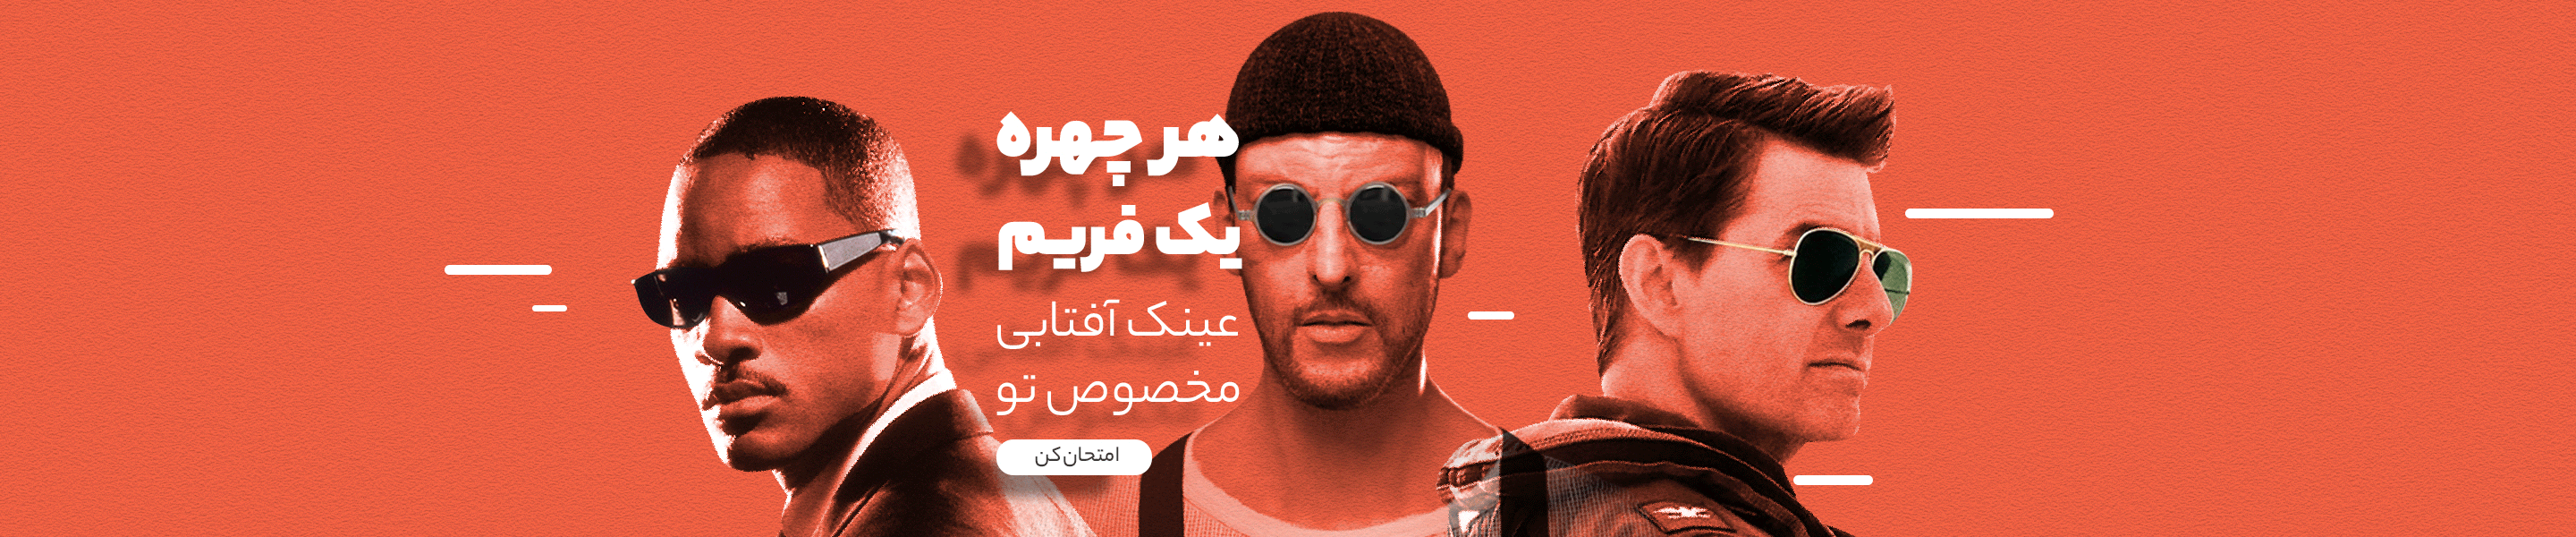 هر چهره
یک فریم
عینک آفتابی
مخصوص تو
امتحان کن